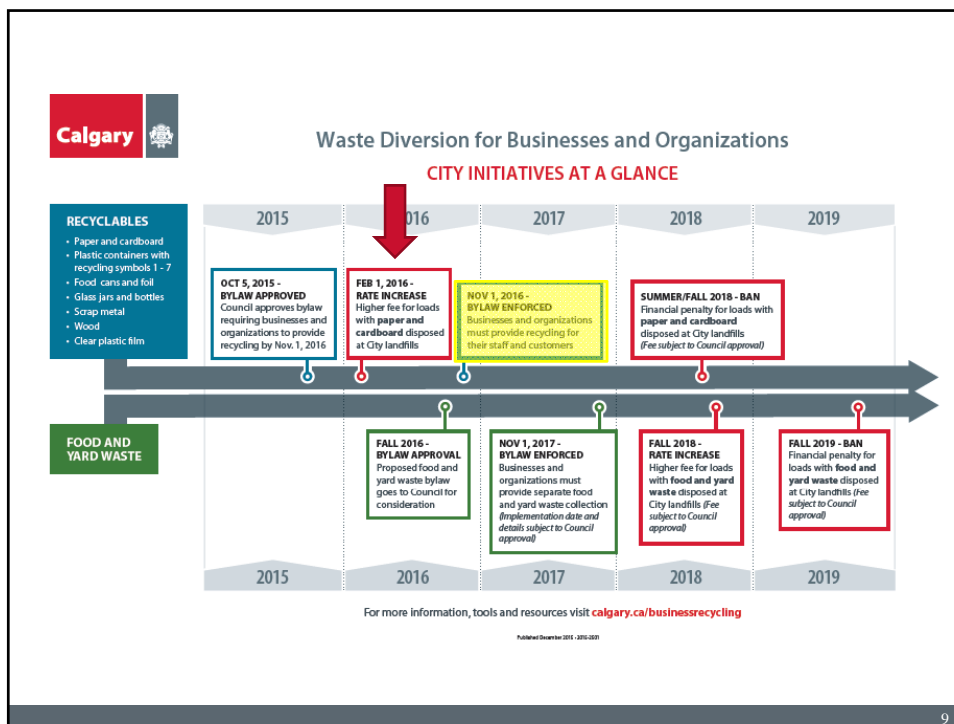 Calgary
Waste Diversion for Businesses and Organizations
CITY INITIATIVES AT A GLANCE
RECYCLABLES
• Paper and cardboard
• Plastic containers with
recycling symbols 1 - 7
• Food cans and foil
• Glass jars and bottles
• Scrap metal
• Wood
• Clear plastic film
2015
2016
2017
2018
2019
OCT 5, 2015 -
BYLAW APPROVED
Council approves bylaw
requiring businesses and
organizations to provide
recycling by Nov. 1, 2016
FEB 1, 2016 -
RATE INCREASE
Higher fee for loads
with paper and
cardboard disposed
at City landfills
NOV 1, 2016 -
BYLAW ENFORCED
Businesses and organizations
must provide recycling for
their staff and customers
SUMMER/FALL 2018 - BAN
Financial penalty for loads with
paper and cardboard
disposed at City landfills
(Fee subject to Council approval)
FOOD AND
YARD WASTE
FALL 2016 -
BYLAW APPROVAL
Proposed food and
yard waste bylaw
goes to Council for
consideration
NOV 1, 2017 -
BYLAW ENFORCED
Businesses and
organizations must
provide separate food
and yard waste collection
(Implementation date and
details subject to Council
approval)
FALL 2018 -
RATE INCREASE
Higher fee for loads
with food and yard
waste disposed at
City landfills (Fee
subject to Council
approval)
FALL 2019 - BAN
Financial penalty for
loads with food and
yard waste disposed
at City landfills (Fee
subject to Council
approval)
2015
2016
2017
2018
2019
For more information, tools and resources visit calgary.ca/businessrecycling
Published December 2015 - 2015-2601
9